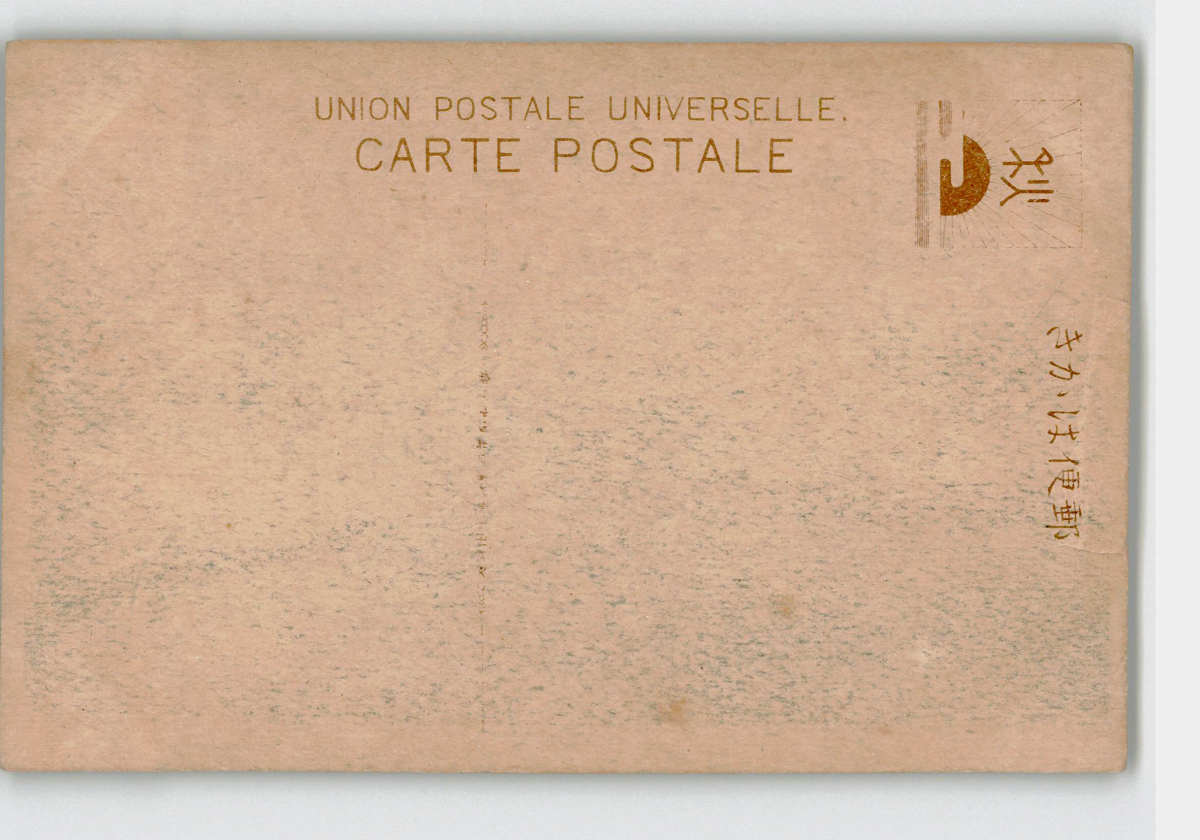 UNION POSTALE UNIVERSELLE.
CARTE POSTALE
郵便はかき